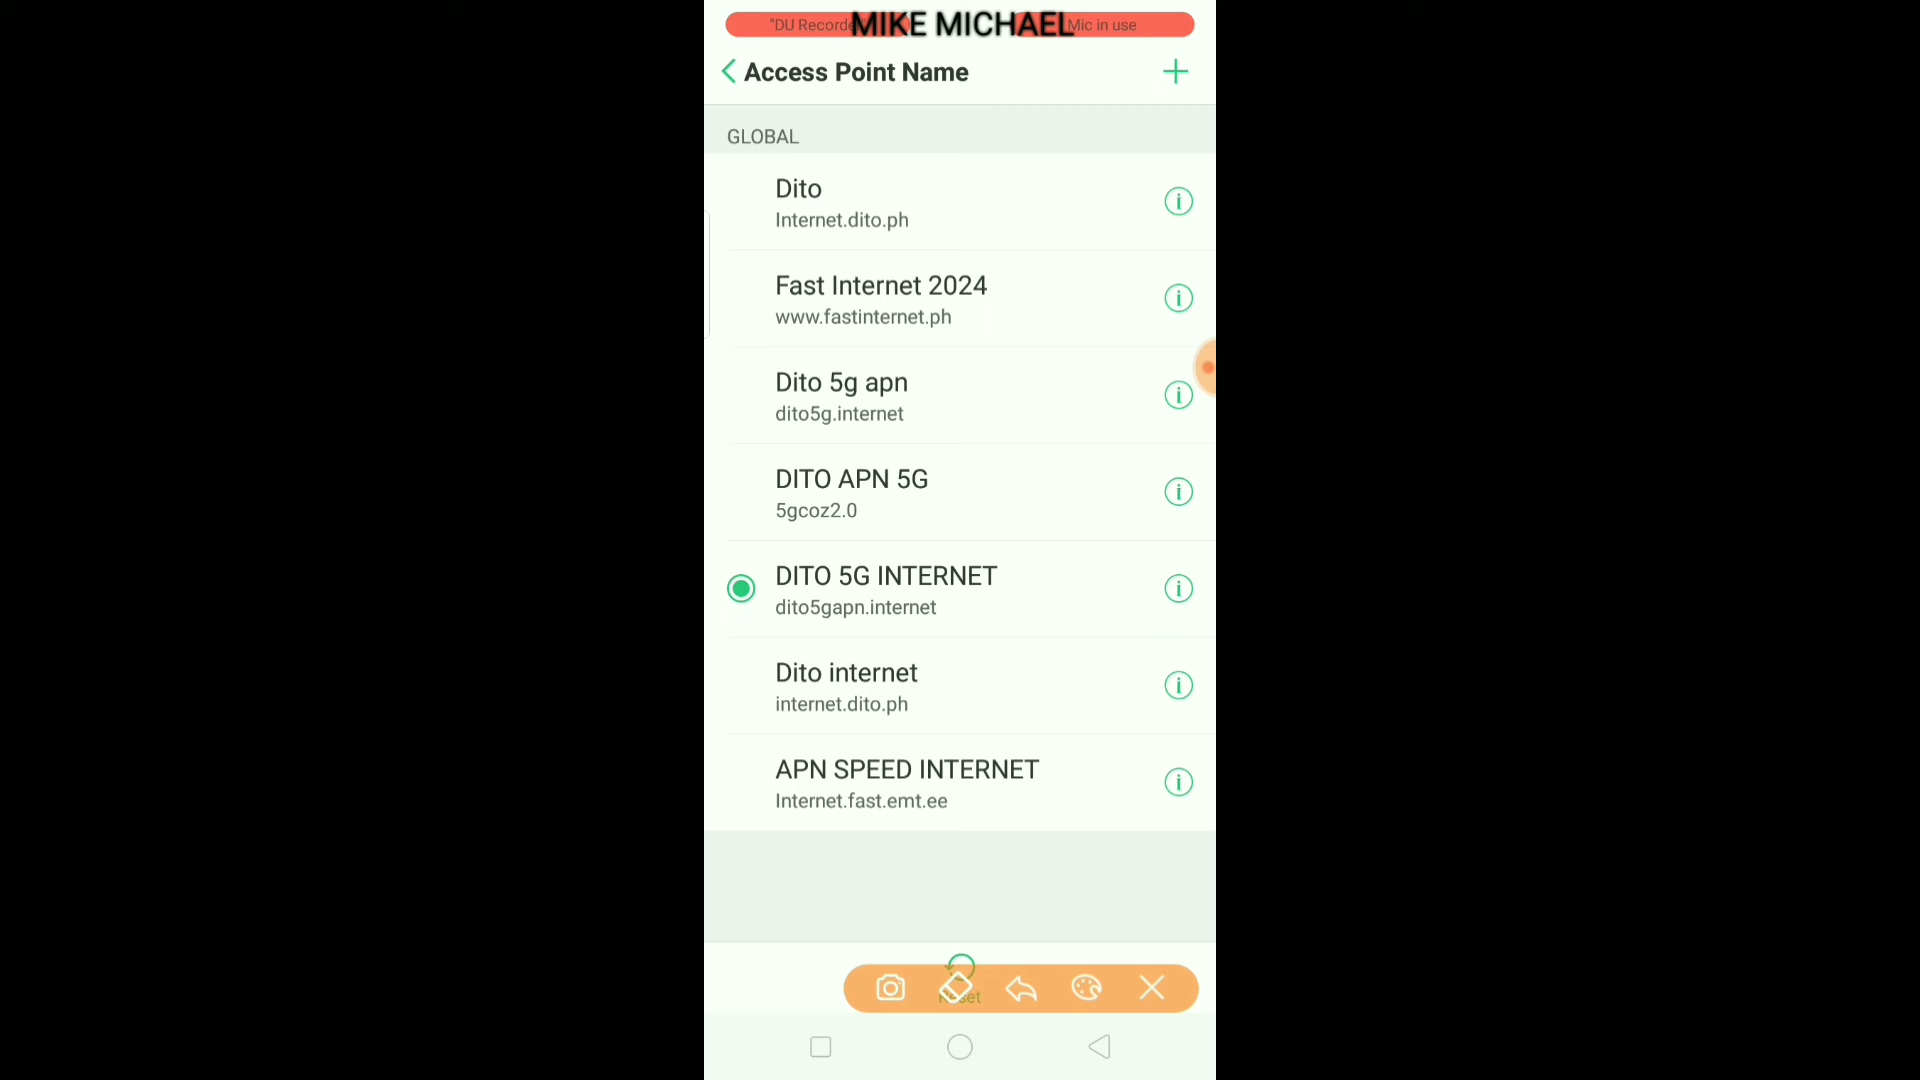 "DU Recorde
MIKE MICHAEL
Mic in use
Access Point Name
GLOBAL
Dito
Internet.dito.ph
Fast Internet 2024
www.fastinternet.ph
Dito 5g apn
dito5g.internet
DITO APN 5G
5gcoz2.0
DITO 5G INTERNET
dito5gapn.internet
Dito internet
internet.dito.ph
APN SPEED INTERNET
Internet.fast.emt.ee
Reset